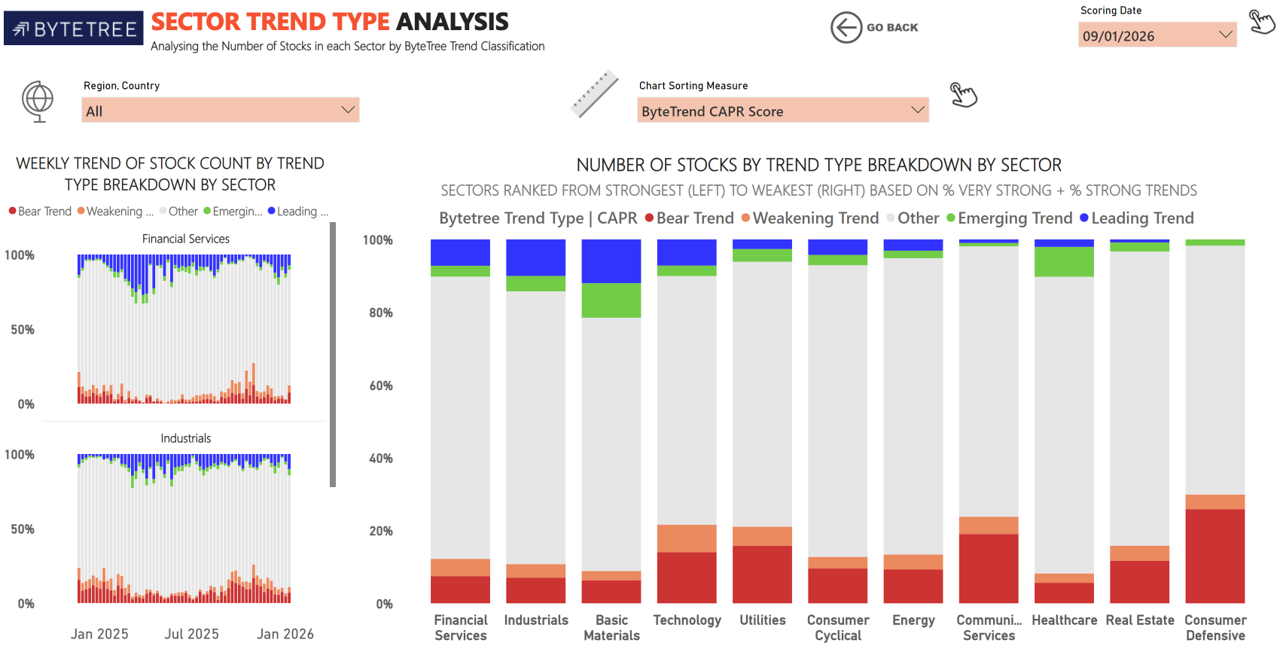 BYTETREE
SECTOR TREND TYPE ANALYSIS
Analysing the Number of Stocks in each Sector by ByteTree Trend Classification
GO BACK
Scoring Date
09/01/2026
Region, Country
All
Chart Sorting Measure
ByteTrend CAPR Score
WEEKLY TREND OF STOCK COUNT BY TREND
TYPE BREAKDOWN BY SECTOR
Bear Trend Weakening ... Other Emergin... Leading ...
Financial Services
100%
50%
0%
Industrials
100%
50%
0%
Jan 2025 Jul 2025 Jan 2026
NUMBER OF STOCKS BY TREND TYPE BREAKDOWN BY SECTOR
SECTORS RANKED FROM STRONGEST (LEFT) TO WEAKEST (RIGHT) BASED ON % VERY STRONG + % STRONG TRENDS
Bytetree Trend Type | CAPR Bear Trend Weakening Trend Other Emerging Trend Leading Trend
100%
80%
60%
40%
20%
0%
Financial Services
Industrials
Basic Materials
Technology
Utilities
Consumer Cyclical
Energy
Communi... Services
Healthcare
Real Estate
Consumer Defensive